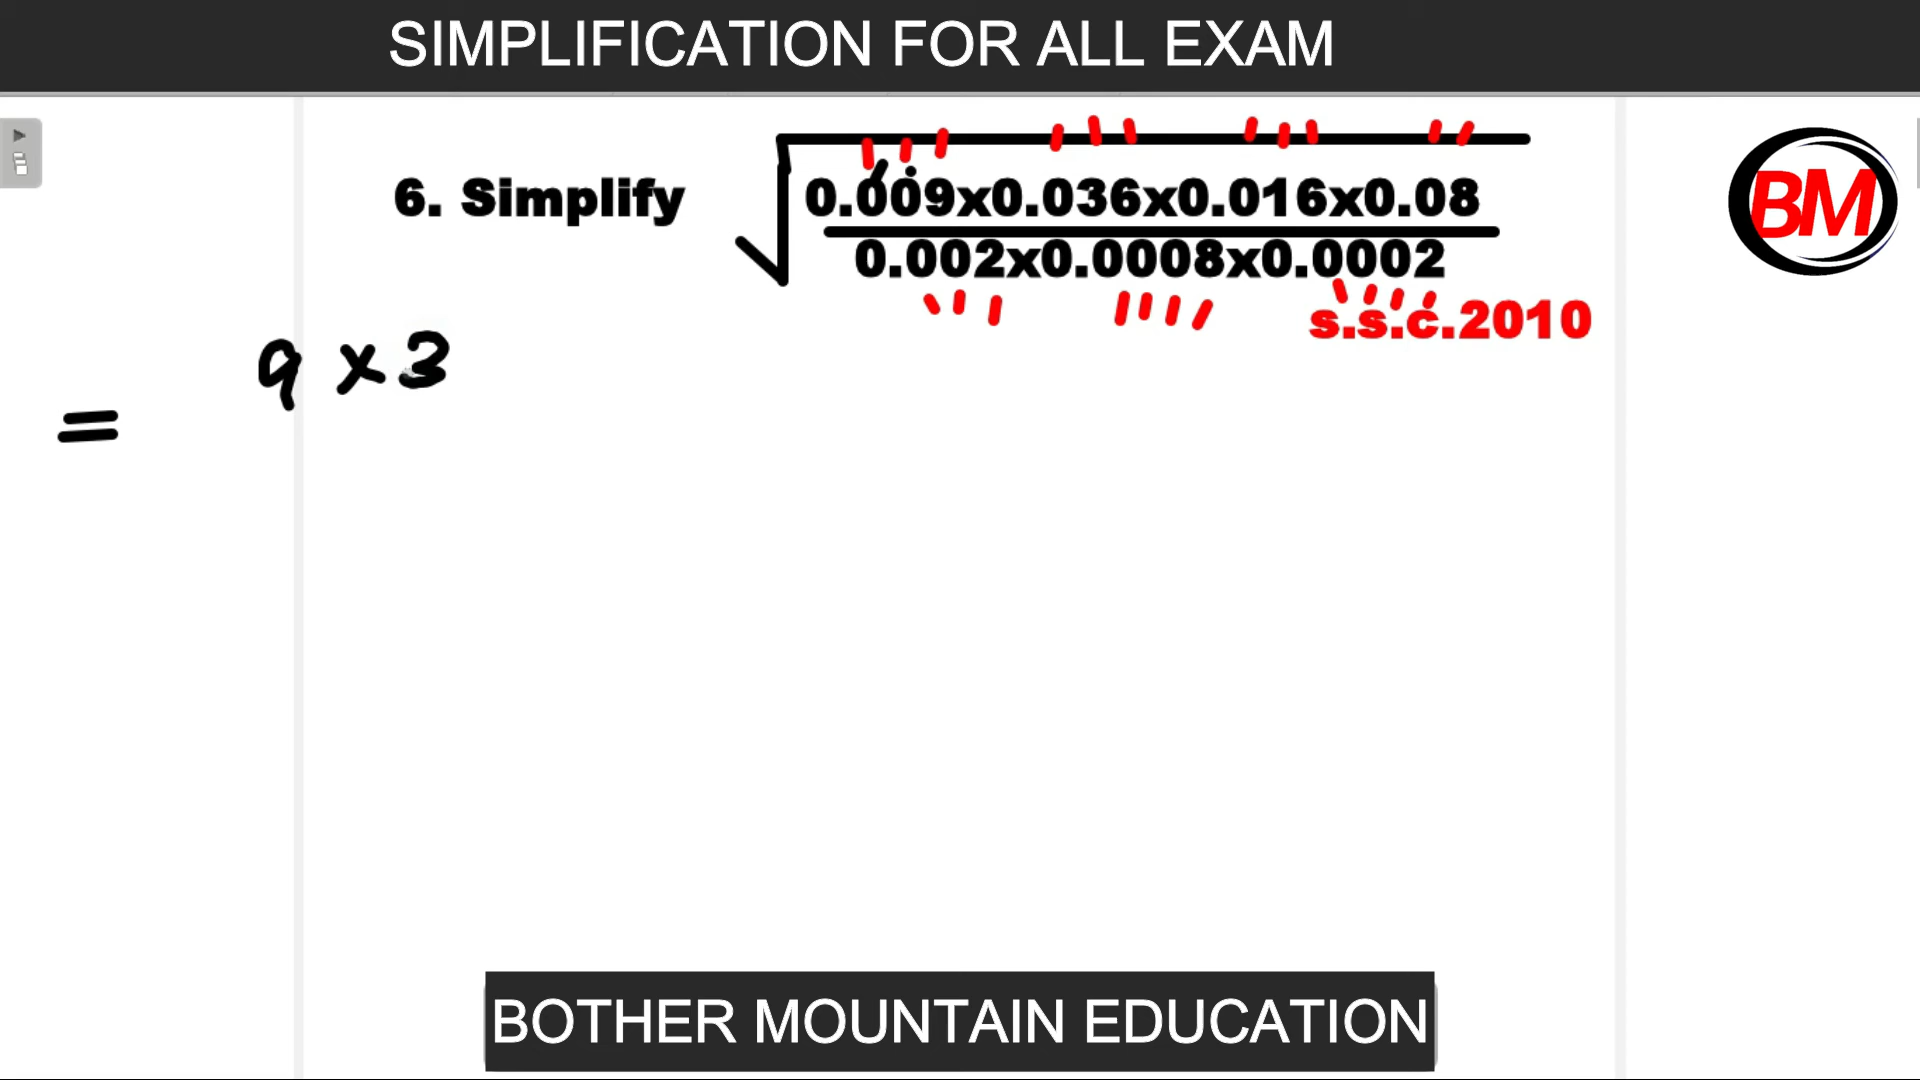 SIMPLIFICATION FOR ALL EXAM
6. Simplify √
0.009x0.036x0.016x0.08
0.002x0.0008x0.0002
s.s.c.2010
BM
9 x 3
=
BOTHER MOUNTAIN EDUCATION